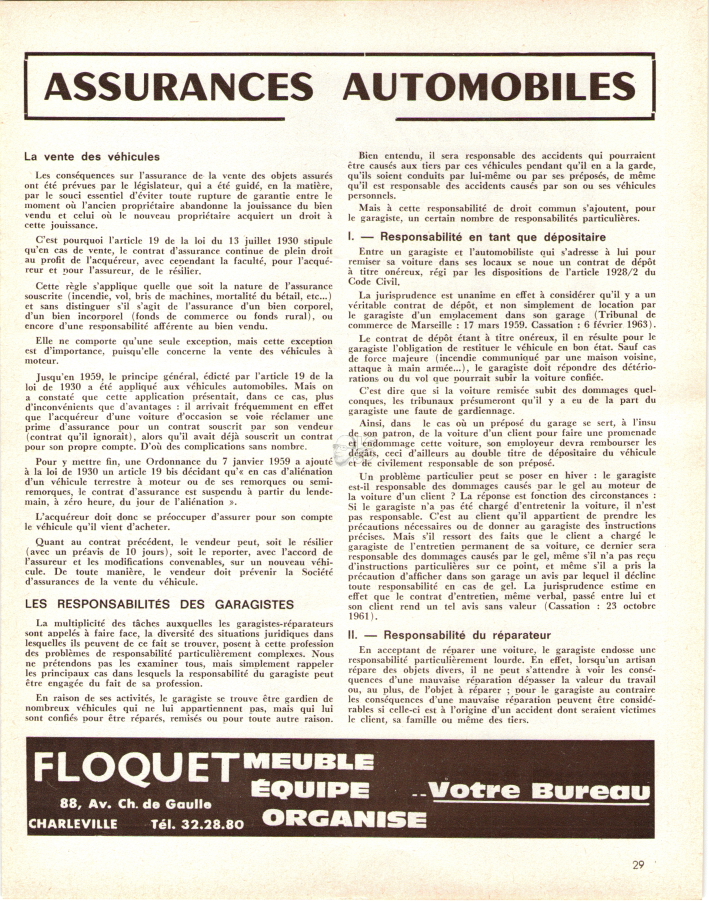 ASSURANCES AUTOMOBILES
La vente des véhicules
Les conséquences sur l'assurance de la vente des objets assurés
ont été prévues par le législateur, qui a été guidé, en la matière,
par le souci essentiel d'éviter toute rupture de garantie entre le
moment où l'ancien propriétaire abandonne la jouissance du bien
vendu et celui où le nouveau propriétaire acquiert un droit à
cette jouissance.
C'est pourquoi l'article 19 de la loi du 13 juillet 1930 stipule
qu'en cas de vente, le contrat d'assurance continue de plein droit
au profit de l'acquéreur, avec cependant la faculté, pour l'acqué-
reur et pour l'assureur, de le résilier.
Cette règle s'applique quelle que soit la nature de l'assurance
souscrite (incendie, vol, bris de machines, mortalité du bétail, etc...)
et sans distinguer s'il s'agit de l'assurance d'un bien corporel,
d'un bien incorporel (fonds de commerce ou fonds rural), ou
encore d'une responsabilité afférente au bien vendu.
Elle ne comporte qu'une seule exception, mais cette exception
est d'importance, puisqu'elle concerne la vente des véhicules à
moteur.
Jusqu'en 1959, le principe général, édicté par l'article 19 de la
loi de 1930 a été appliqué aux véhicules automobiles. Mais on
a constaté que cette application présentait, dans ce cas, plus
d'inconvénients que d'avantages : il arrivait fréquemment en effet
que l'acquéreur d'une voiture d'occasion se voie réclamer une
prime d'assurance pour un contrat souscrit par son vendeur
(contrat qu'il ignorait), alors qu'il avait déjà souscrit un contrat
pour son propre compte. D'où des complications sans nombre.
Pour y mettre fin, une Ordonnance du 7 janvier 1959 a ajouté
à la loi de 1930 un article 19 bis décidant qu'« en cas d'aliénation
d'un véhicule terrestre à moteur ou de ses remorques ou semi-
remorques, le contrat d'assurance est suspendu à partir du lende-
main, à zéro heure, du jour de l'aliénation ».
L'acquéreur doit donc se préoccuper d'assurer pour son compte
le véhicule qu'il vient d'acheter.
Quant au contrat précédent, le vendeur peut, soit le résilier
(avec un préavis de 10 jours), soit le reporter, avec l'accord de
l'assureur et les modifications convenables, sur un nouveau véhi-
cule. De toute manière, le vendeur doit prévenir la Société
d'assurances de la vente du véhicule.
LES RESPONSABILITÉS DES GARAGISTES
La multiplicité des tâches auxquelles les garagistes-réparateurs
sont appelés à faire face, la diversité des situations juridiques dans
lesquelles ils peuvent de ce fait se trouver, posent à cette profession
des problèmes de responsabilité particulièrement complexes. Nous
ne prétendons pas les examiner tous, mais simplement rappeler
les principaux cas dans lesquels la responsabilité du garagiste peut
être engagée du fait de sa profession.
En raison de ses activités, le garagiste se trouve être gardien de
nombreux véhicules qui ne lui appartiennent pas, mais qui lui
sont confiés pour être réparés, remisés ou pour toute autre raison.
Bien entendu, il sera responsable des accidents qui pourraient
être causés aux tiers par ces véhicules pendant qu'il en a la garde,
qu'ils soient conduits par lui-même ou par ses préposés, de même
qu'il est responsable des accidents causés par son ou ses véhicules
personnels.
Mais à cette responsabilité de droit commun s'ajoutent, pour
le garagiste, un certain nombre de responsabilités particulières.
I. — Responsabilité en tant que dépositaire
Entre un garagiste et l'automobiliste qui s'adresse à lui pour
remiser sa voiture dans ses locaux se noue un contrat de dépôt
à titre onéreux, régi par les dispositions de l'article 1928/2 du
Code Civil.
La jurisprudence est unanime en effet à considérer qu'il y a un
véritable contrat de dépôt, et non simplement de location par
le garagiste d'un emplacement dans son garage (Tribunal de
commerce de Marseille : 17 mars 1959. Cassation : 6 février 1963).
Le contrat de dépôt étant à titre onéreux, il en résulte pour le
garagiste l'obligation de restituer le véhicule en bon état. Sauf cas
de force majeure (incendie communiqué par une maison voisine,
attaque à main armée...), le garagiste doit répondre des détério-
rations ou du vol que pourrait subir la voiture confiée.
C'est dire que si la voiture remisée subit des dommages quel-
conques, les tribunaux présumeront qu'il y a eu de la part du
garagiste une faute de gardiennage.
Ainsi, dans le cas où un préposé du garage se sert, à l'insu
de son patron, de la voiture d'un client pour faire une promenade
et endommage cette voiture, son employeur devra rembourser les
dégâts, ceci d'ailleurs au double titre de dépositaire du véhicule
et de civilement responsable de son préposé.
Un problème particulier peut se poser en hiver : le garagiste
est-il responsable des dommages causés par le gel au moteur de
la voiture d'un client ? La réponse est fonction des circonstances :
Si le garagiste n'a pas été chargé d'entretenir la voiture, il n'est
pas responsable. C'est au client qu'il appartient de prendre les
précautions nécessaires ou de donner au garagiste des instructions
précises. Mais s'il ressort des faits que le client a chargé le
garagiste de l'entretien permanent de sa voiture, ce dernier sera
responsable des dommages causés par le gel, même s'il n'a pas reçu
d'instructions particulières sur ce point, et même s'il a pris la
précaution d'afficher dans son garage un avis par lequel il décline
toute responsabilité en cas de gel. La jurisprudence estime en
effet que le contrat d'entretien, même verbal, passé entre lui et
son client rend un tel avis sans valeur (Cassation : 23 octobre
1961).
II. — Responsabilité du réparateur
En acceptant de réparer une voiture, le garagiste endosse une
responsabilité particulièrement lourde. En effet, lorsqu'un artisan
répare des objets divers, il ne peut s'attendre à voir les consé-
quences d'une mauvaise réparation dépasser la valeur du travail
ou, au plus, de l'objet à réparer ; pour le garagiste au contraire
les conséquences d'une mauvaise réparation peuvent être considé-
rables si celle-ci est à l'origine d'un accident dont seraient victimes
le client, sa famille ou même des tiers.
FLOQUET MEUBLE
ÉQUIPE
ORGANISE
..Votre Bureau
88, Av. Ch. de Gaulle
CHARLEVILLE Tél. 32.28.80
29